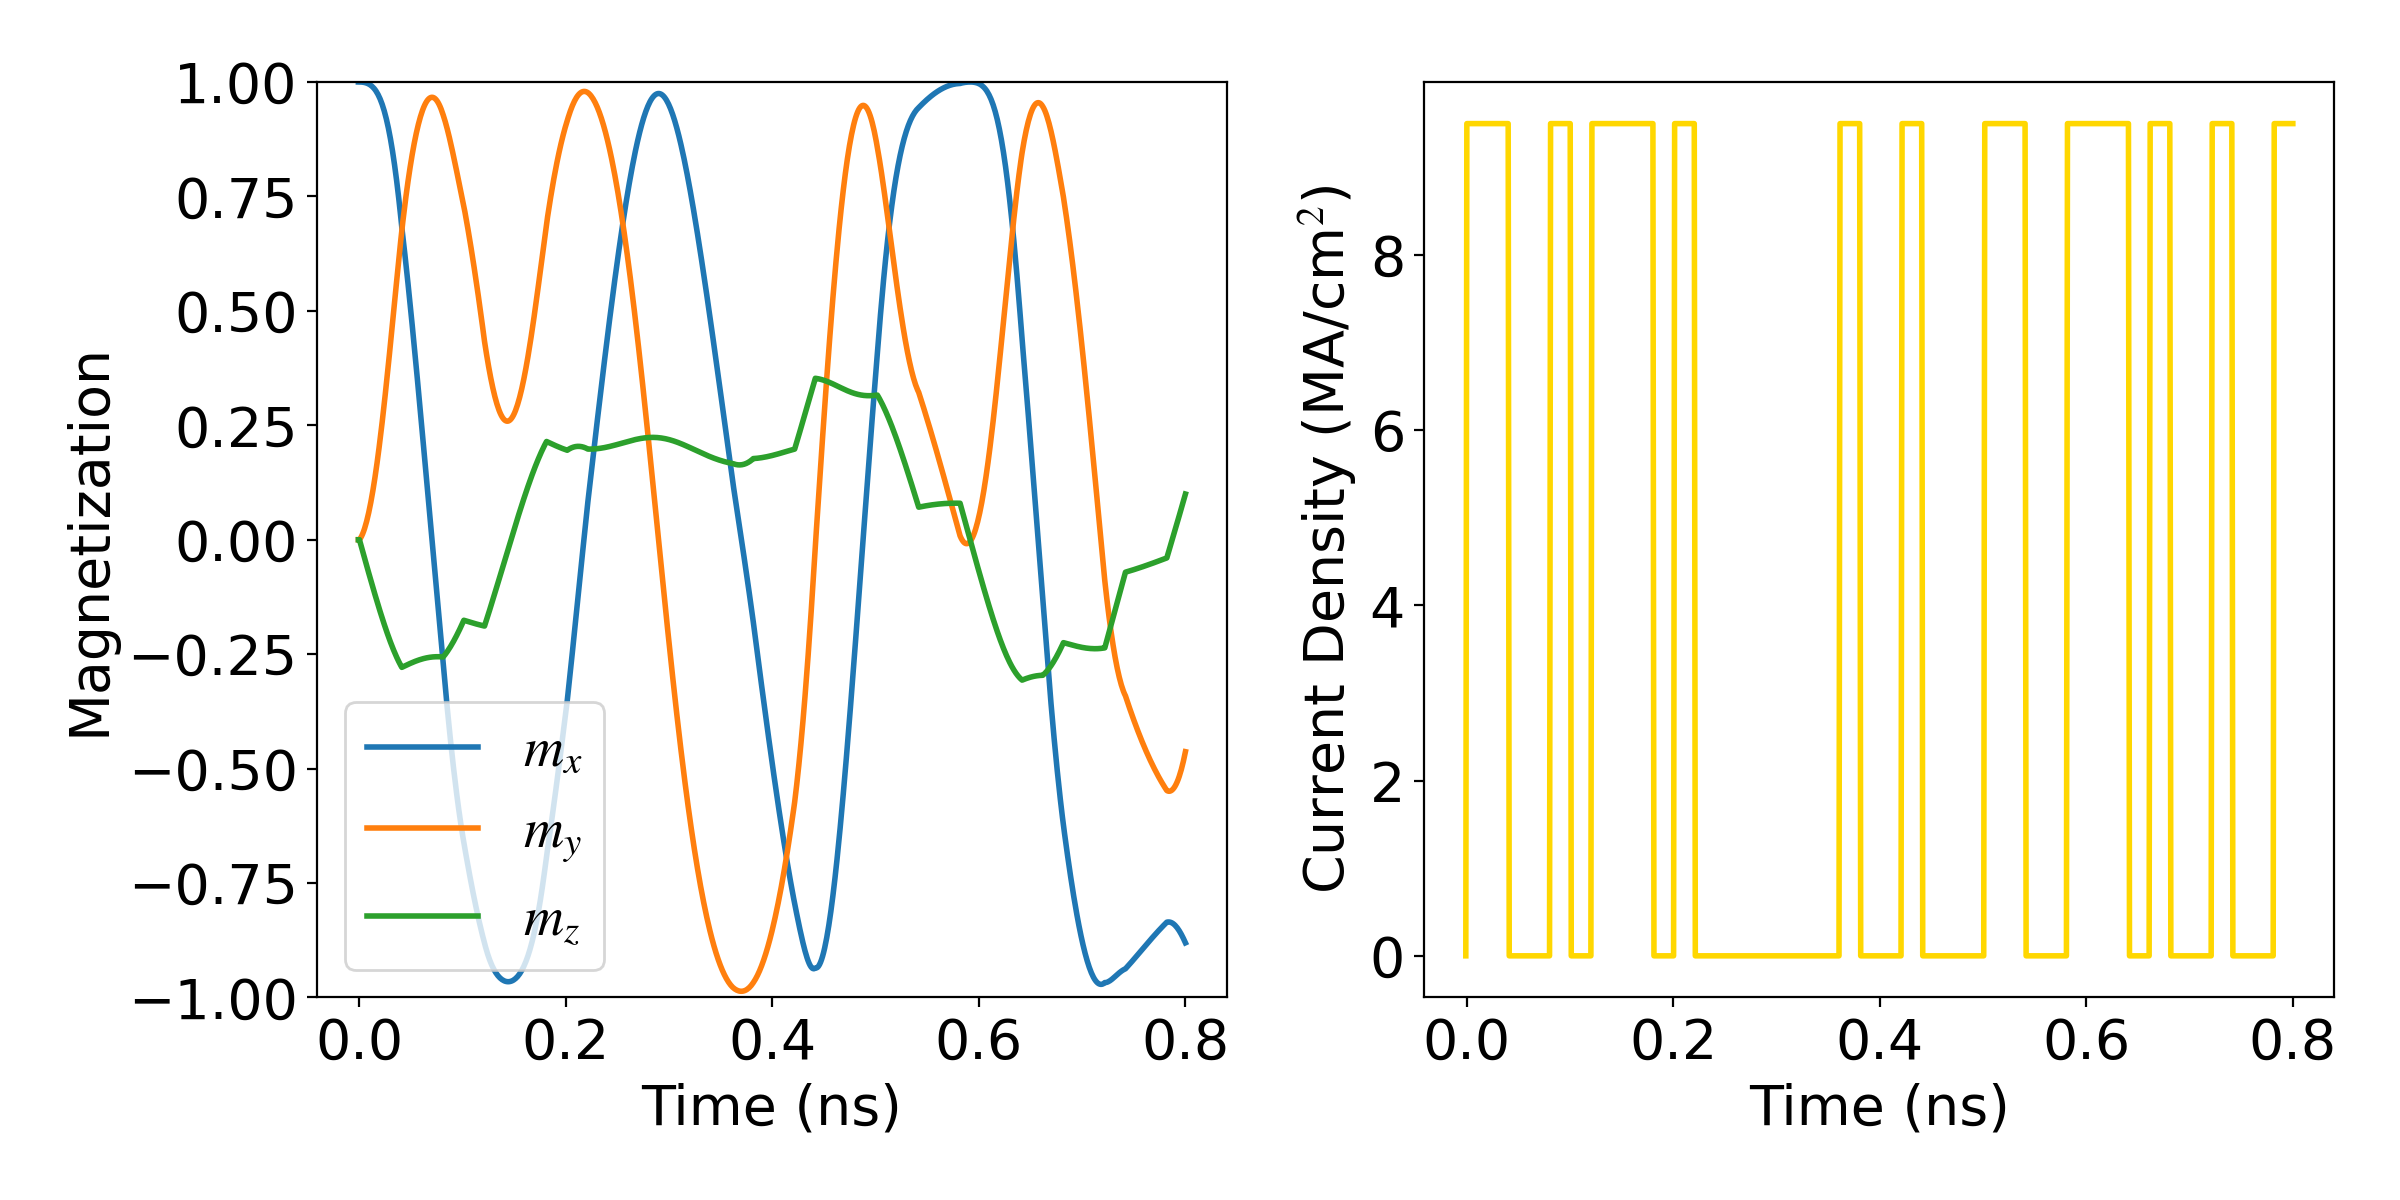 Magnetization
1.00
0.75
0.50
0.25
0.00
−0.25
−0.50
−0.75
−1.00
m_x
m_y
m_z
0.0 0.2 0.4 0.6 0.8
Time (ns)
Current Density (MA/cm²)
8
6
4
2
0
0.0 0.2 0.4 0.6 0.8
Time (ns)